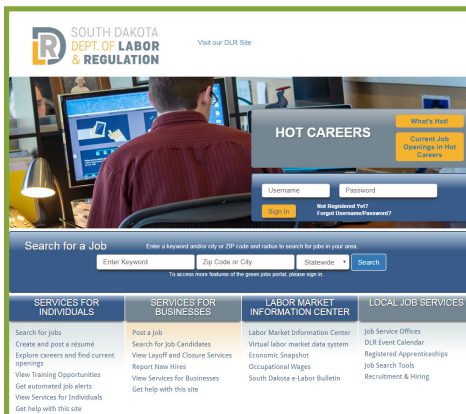 SOUTH DAKOTA
DEPT. OF LABOR
& REGULATION
Visit our DLR Site
HOT CAREERS
What's Hot!
Current Job
Openings in Hot
Careers
Username
Password
Sign In
Not Registered Yet?
Forgot Username/Password?
Search for a Job
Enter a keyword and/or city or ZIP code and radius to search for jobs in your area.
Enter Keyword
Zip Code or City
Statewide
Search
To access more features of the green jobs portal, please sign in.
SERVICES FOR
INDIVIDUALS
Search for jobs
Create and post a résumé
Explore careers and find current
openings
View Training Opportunities
Get automated job alerts
View Services for Individuals
Get help with this site
SERVICES FOR
BUSINESSES
Post a Job
Search for Job Candidates
View Layoff and Closure Services
Report New Hires
View Services for Businesses
Get help with this site
LABOR MARKET
INFORMATION CENTER
Labor Market Information Center
Virtual labor market data system
Economic Snapshot
Occupational Wages
South Dakota e-Labor Bulletin
LOCAL JOB SERVICES
Job Service Offices
DLR Event Calendar
Registered Apprenticeships
Job Search Tools
Recruitment & Hiring